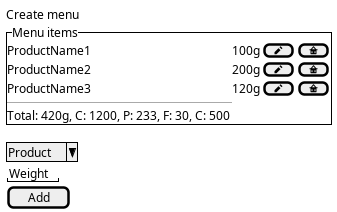 Create menu
Menu items
ProductName1 100g
ProductName2 200g
ProductName3 120g
Total: 420g, C: 1200, P: 233, F: 30, C: 500
Product
Weight
Add